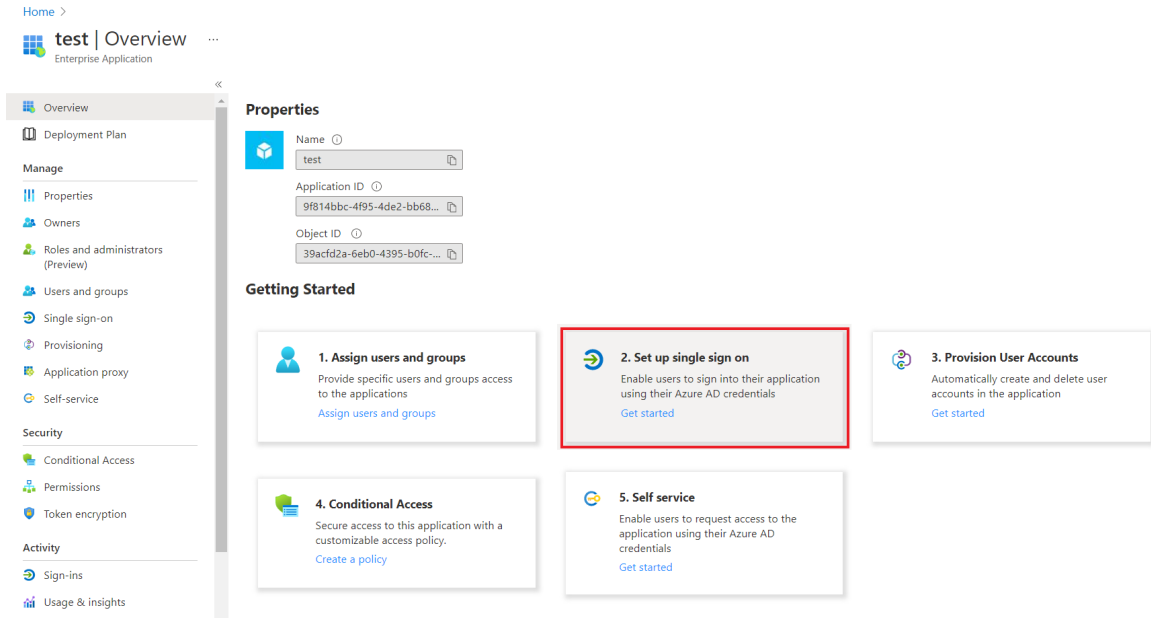 Home >
test | Overview ...
Enterprise Application
«
Overview
Deployment Plan
Manage
Properties
Owners
Roles and administrators
(Preview)
Users and groups
Single sign-on
Provisioning
Application proxy
Self-service
Security
Conditional Access
Permissions
Token encryption
Activity
Sign-ins
Usage & insights
Properties
Name
test
Application ID
9f814bbc-4f95-4de2-bb68...
Object ID
39acfd2a-6eb0-4395-b0fc-...
Getting Started
1. Assign users and groups
Provide specific users and groups access
to the applications
Assign users and groups
2. Set up single sign on
Enable users to sign into their application
using their Azure AD credentials
Get started
3. Provision User Accounts
Automatically create and delete user
accounts in the application
Get started
4. Conditional Access
Secure access to this application with a
customizable access policy.
Create a policy
5. Self service
Enable users to request access to the
application using their Azure AD
credentials
Get started